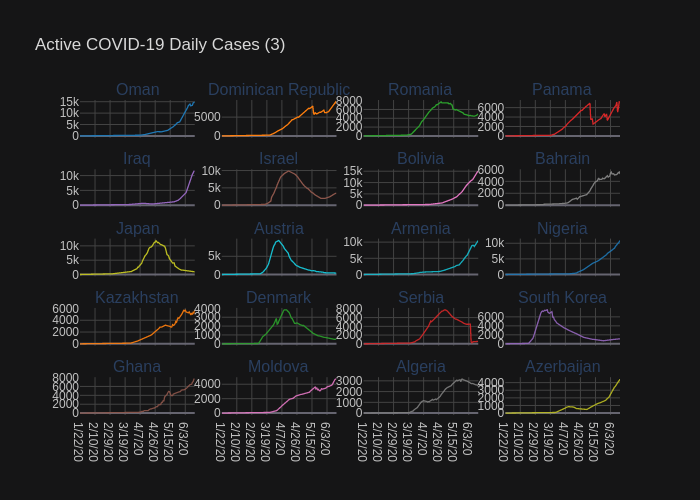 Active COVID-19 Daily Cases (3)
Oman
Dominican Republic
Romania
Panama
15k
10k
5k
0
5000
0
8000
6000
4000
2000
0
6000
4000
2000
0
Iraq
Israel
Bolivia
Bahrain
10k
5k
0
10k
5k
0
15k
10k
5k
0
6000
4000
2000
0
Japan
Austria
Armenia
Nigeria
10k
5k
0
5k
0
10k
5k
0
10k
5k
0
Kazakhstan
Denmark
Serbia
South Korea
6000
4000
2000
0
4000
3000
2000
1000
0
8000
6000
4000
2000
0
6000
4000
2000
0
Ghana
Moldova
Algeria
Azerbaijan
8000
6000
4000
2000
0
4000
2000
0
3000
2000
1000
0
4000
3000
2000
1000
0
1/22/20
2/10/20
2/29/20
3/19/20
4/7/20
4/26/20
5/15/20
6/3/20
1/22/20
2/10/20
2/29/20
3/19/20
4/7/20
4/26/20
5/15/20
6/3/20
1/22/20
2/10/20
2/29/20
3/19/20
4/7/20
4/26/20
5/15/20
6/3/20
1/22/20
2/10/20
2/29/20
3/19/20
4/7/20
4/26/20
5/15/20
6/3/20